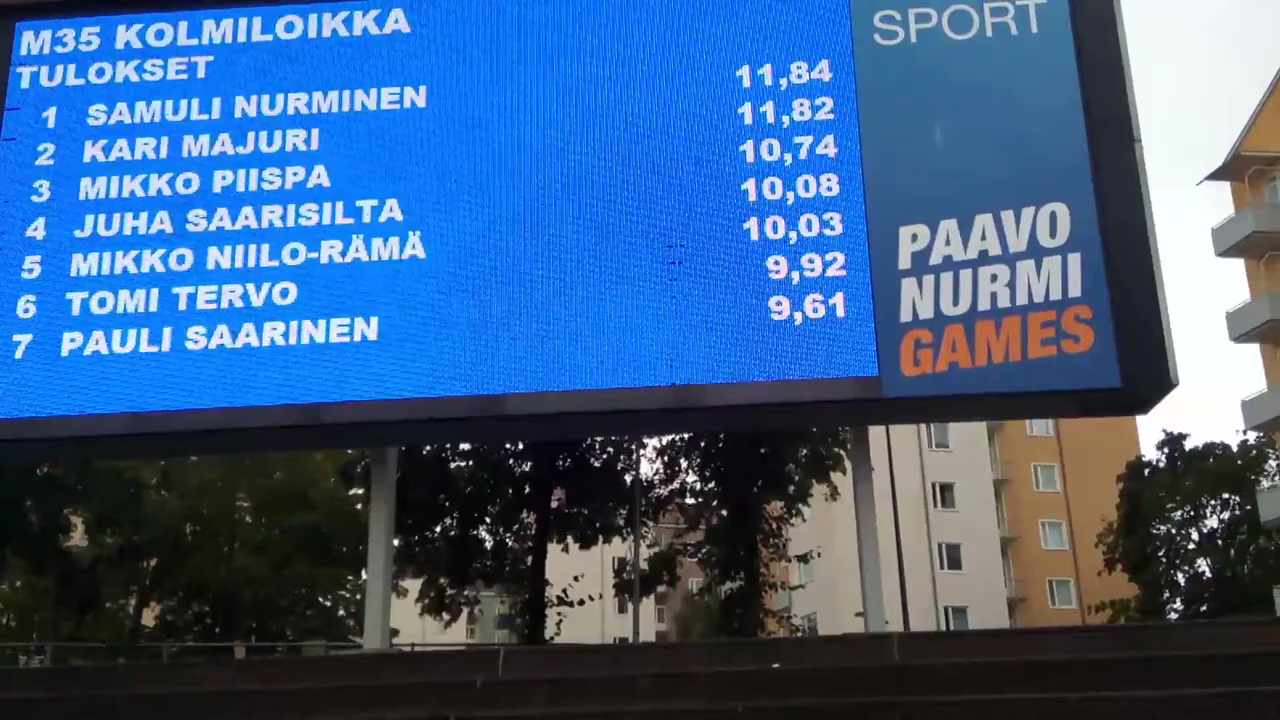 M35 KOLMILOIKKA
TULOKSET
1 SAMULI NURMINEN 11,84
2 KARI MAJURI 11,82
3 MIKKO PIISPA 10,74
4 JUHA SAARISILTA 10,08
5 MIKKO NIILO-RÄMÄ 10,03
6 TOMI TERVO 9,92
7 PAULI SAARINEN 9,61
SPORT
PAAVO
NURMI
GAMES